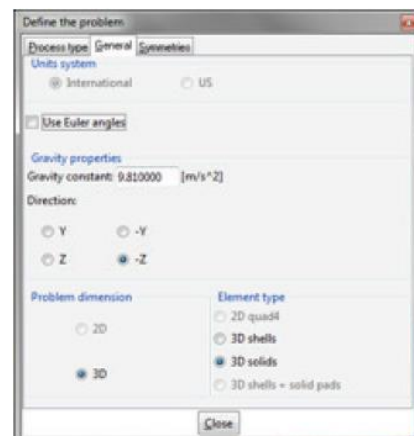 Define the problem
Process type General Symmetries
Units system
International US
Use Euler angles
Gravity properties
Gravity constant: 9.810000 [m/s^2]
Direction:
Y -Y
Z -Z
Problem dimension
2D
3D
Element type
2D quad4
3D shells
3D solids
3D shells + solid pads
Close